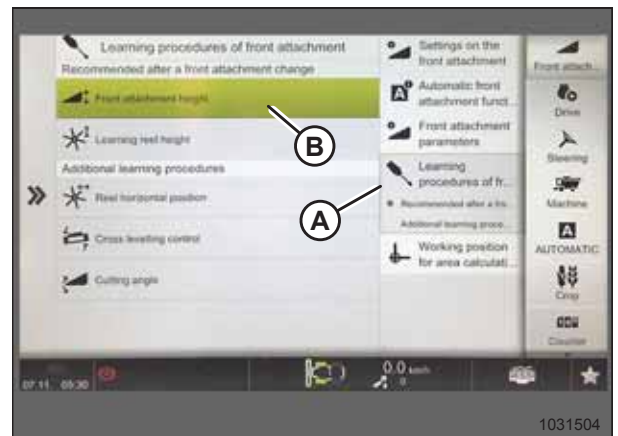 Learning procedures of front attachment
Recommended after a front attachment change
Front attachment height
Learning reel height
Additional learning procedures
Reel horizontal position
Cross levelling control
Cutting angle
Settings on the
front attachment
Automatic front
attachment funct...
Front attachment
parameters
Learning
procedures of fr...
Recommended after a fro...
Additional learning proce...
Working position
for area calculati...
Front attach...
Drive
Steering
Machine
A
AUTOMATIC
Crop
Counter
B
A
07.11. 09:30
0.0 km/h
0
1031504